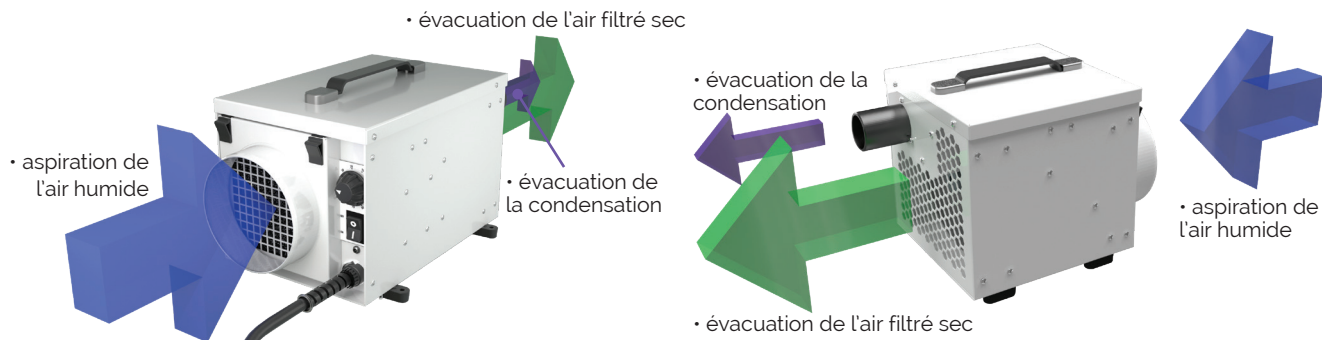 • évacuation de l'air filtré sec
• aspiration de
l'air humide
• évacuation de
la condensation
• évacuation de la
condensation
• aspiration de
l'air humide
• évacuation de l'air filtré sec